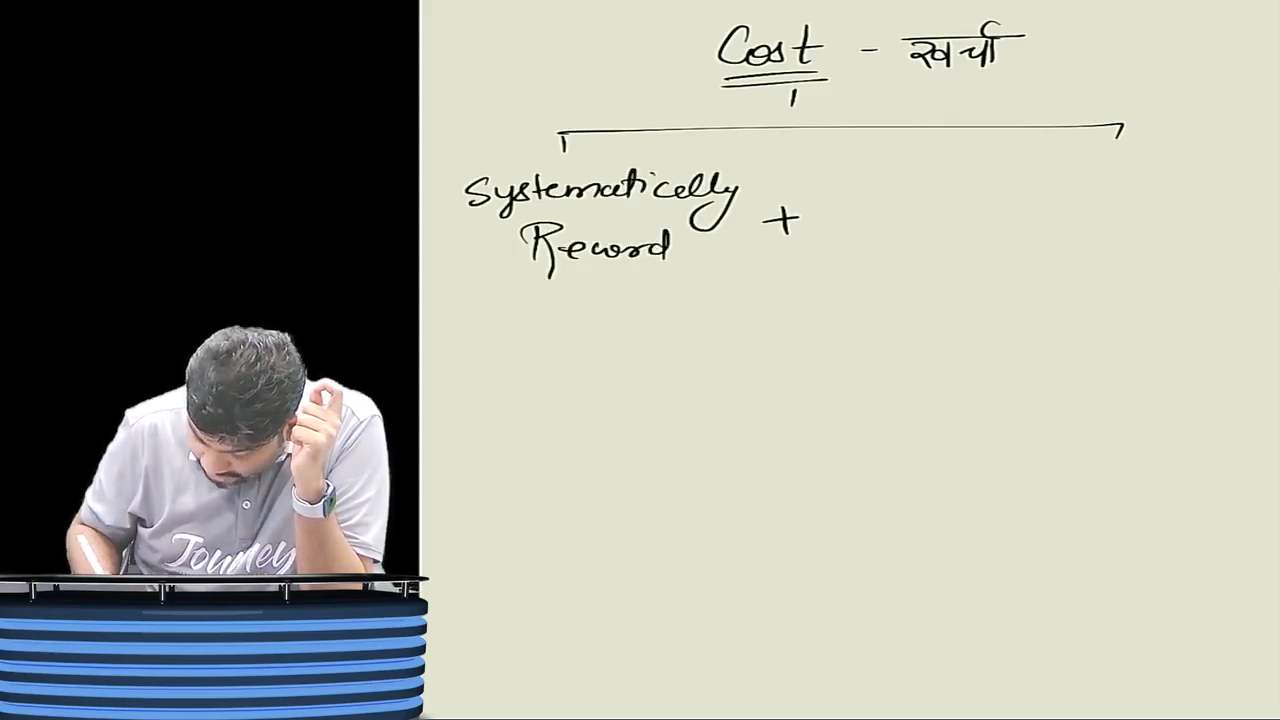 Cost - खर्चा
Systematically +
Record
Journey